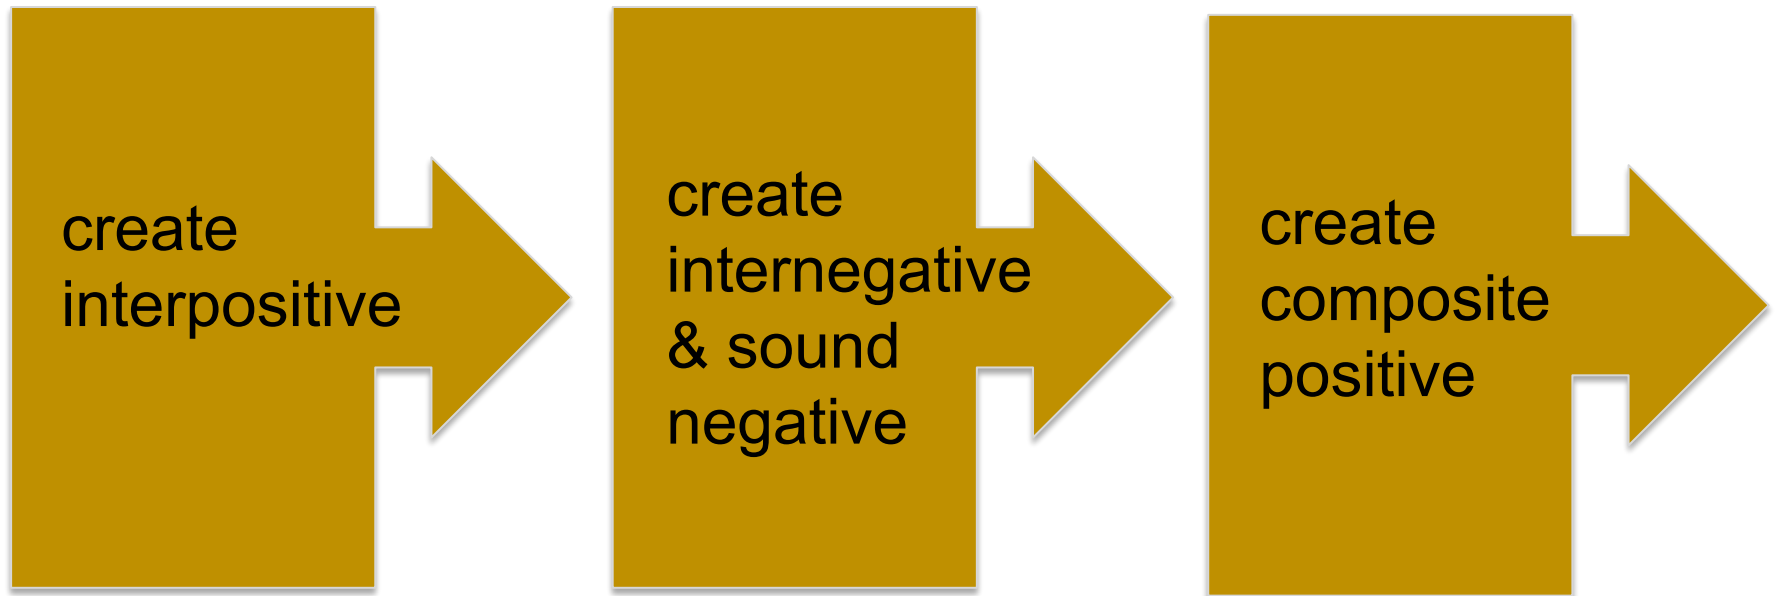 create
interpositive
create
internegative
& sound
negative
create
composite
positive